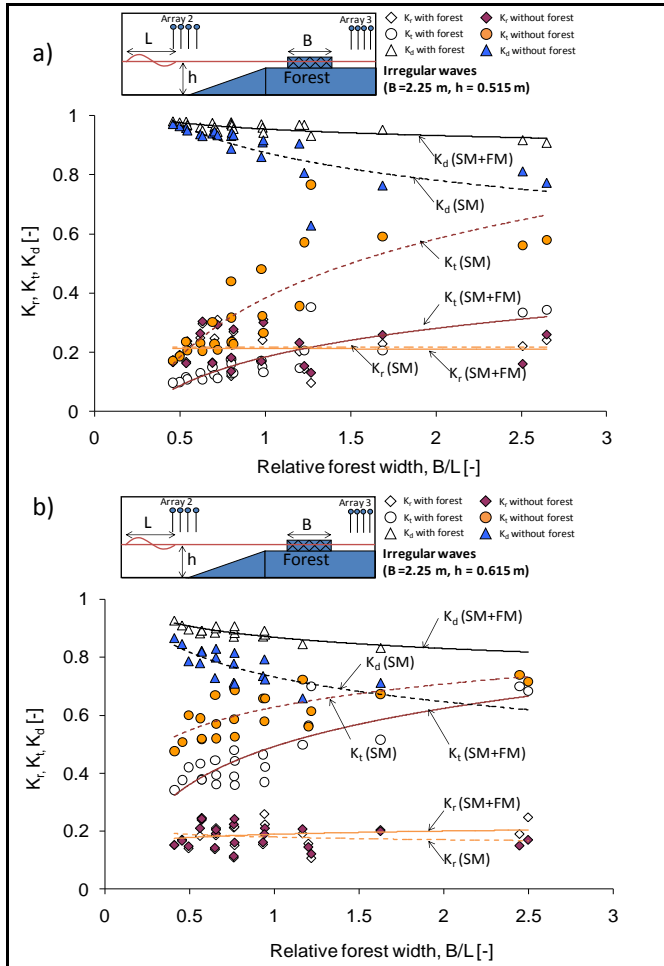 a)
Array 2
Array 3
L
B
h
Forest
Kr with forest
Kr without forest
Kt with forest
Kt without forest
Kd with forest
Kd without forest
Irregular waves
(B=2.25 m, h = 0.515 m)
Kr, Kt, Kd [-]
1
0.8
0.6
0.4
0.2
0
Kd (SM+FM)
Kd (SM)
Kt (SM)
Kt (SM+FM)
Kr (SM)
Kr (SM+FM)
0
0.5
1
1.5
2
2.5
3
Relative forest width, B/L [-]
b)
Array 2
Array 3
L
B
h
Forest
Kr with forest
Kr without forest
Kt with forest
Kt without forest
Kd with forest
Kd without forest
Irregular waves
(B=2.25 m, h = 0.615 m)
Kr, Kt, Kd [-]
1
0.8
0.6
0.4
0.2
0
Kd (SM+FM)
Kd (SM)
Kt (SM)
Kt (SM+FM)
Kr (SM+FM)
Kr (SM)
0
0.5
1
1.5
2
2.5
3
Relative forest width, B/L [-]